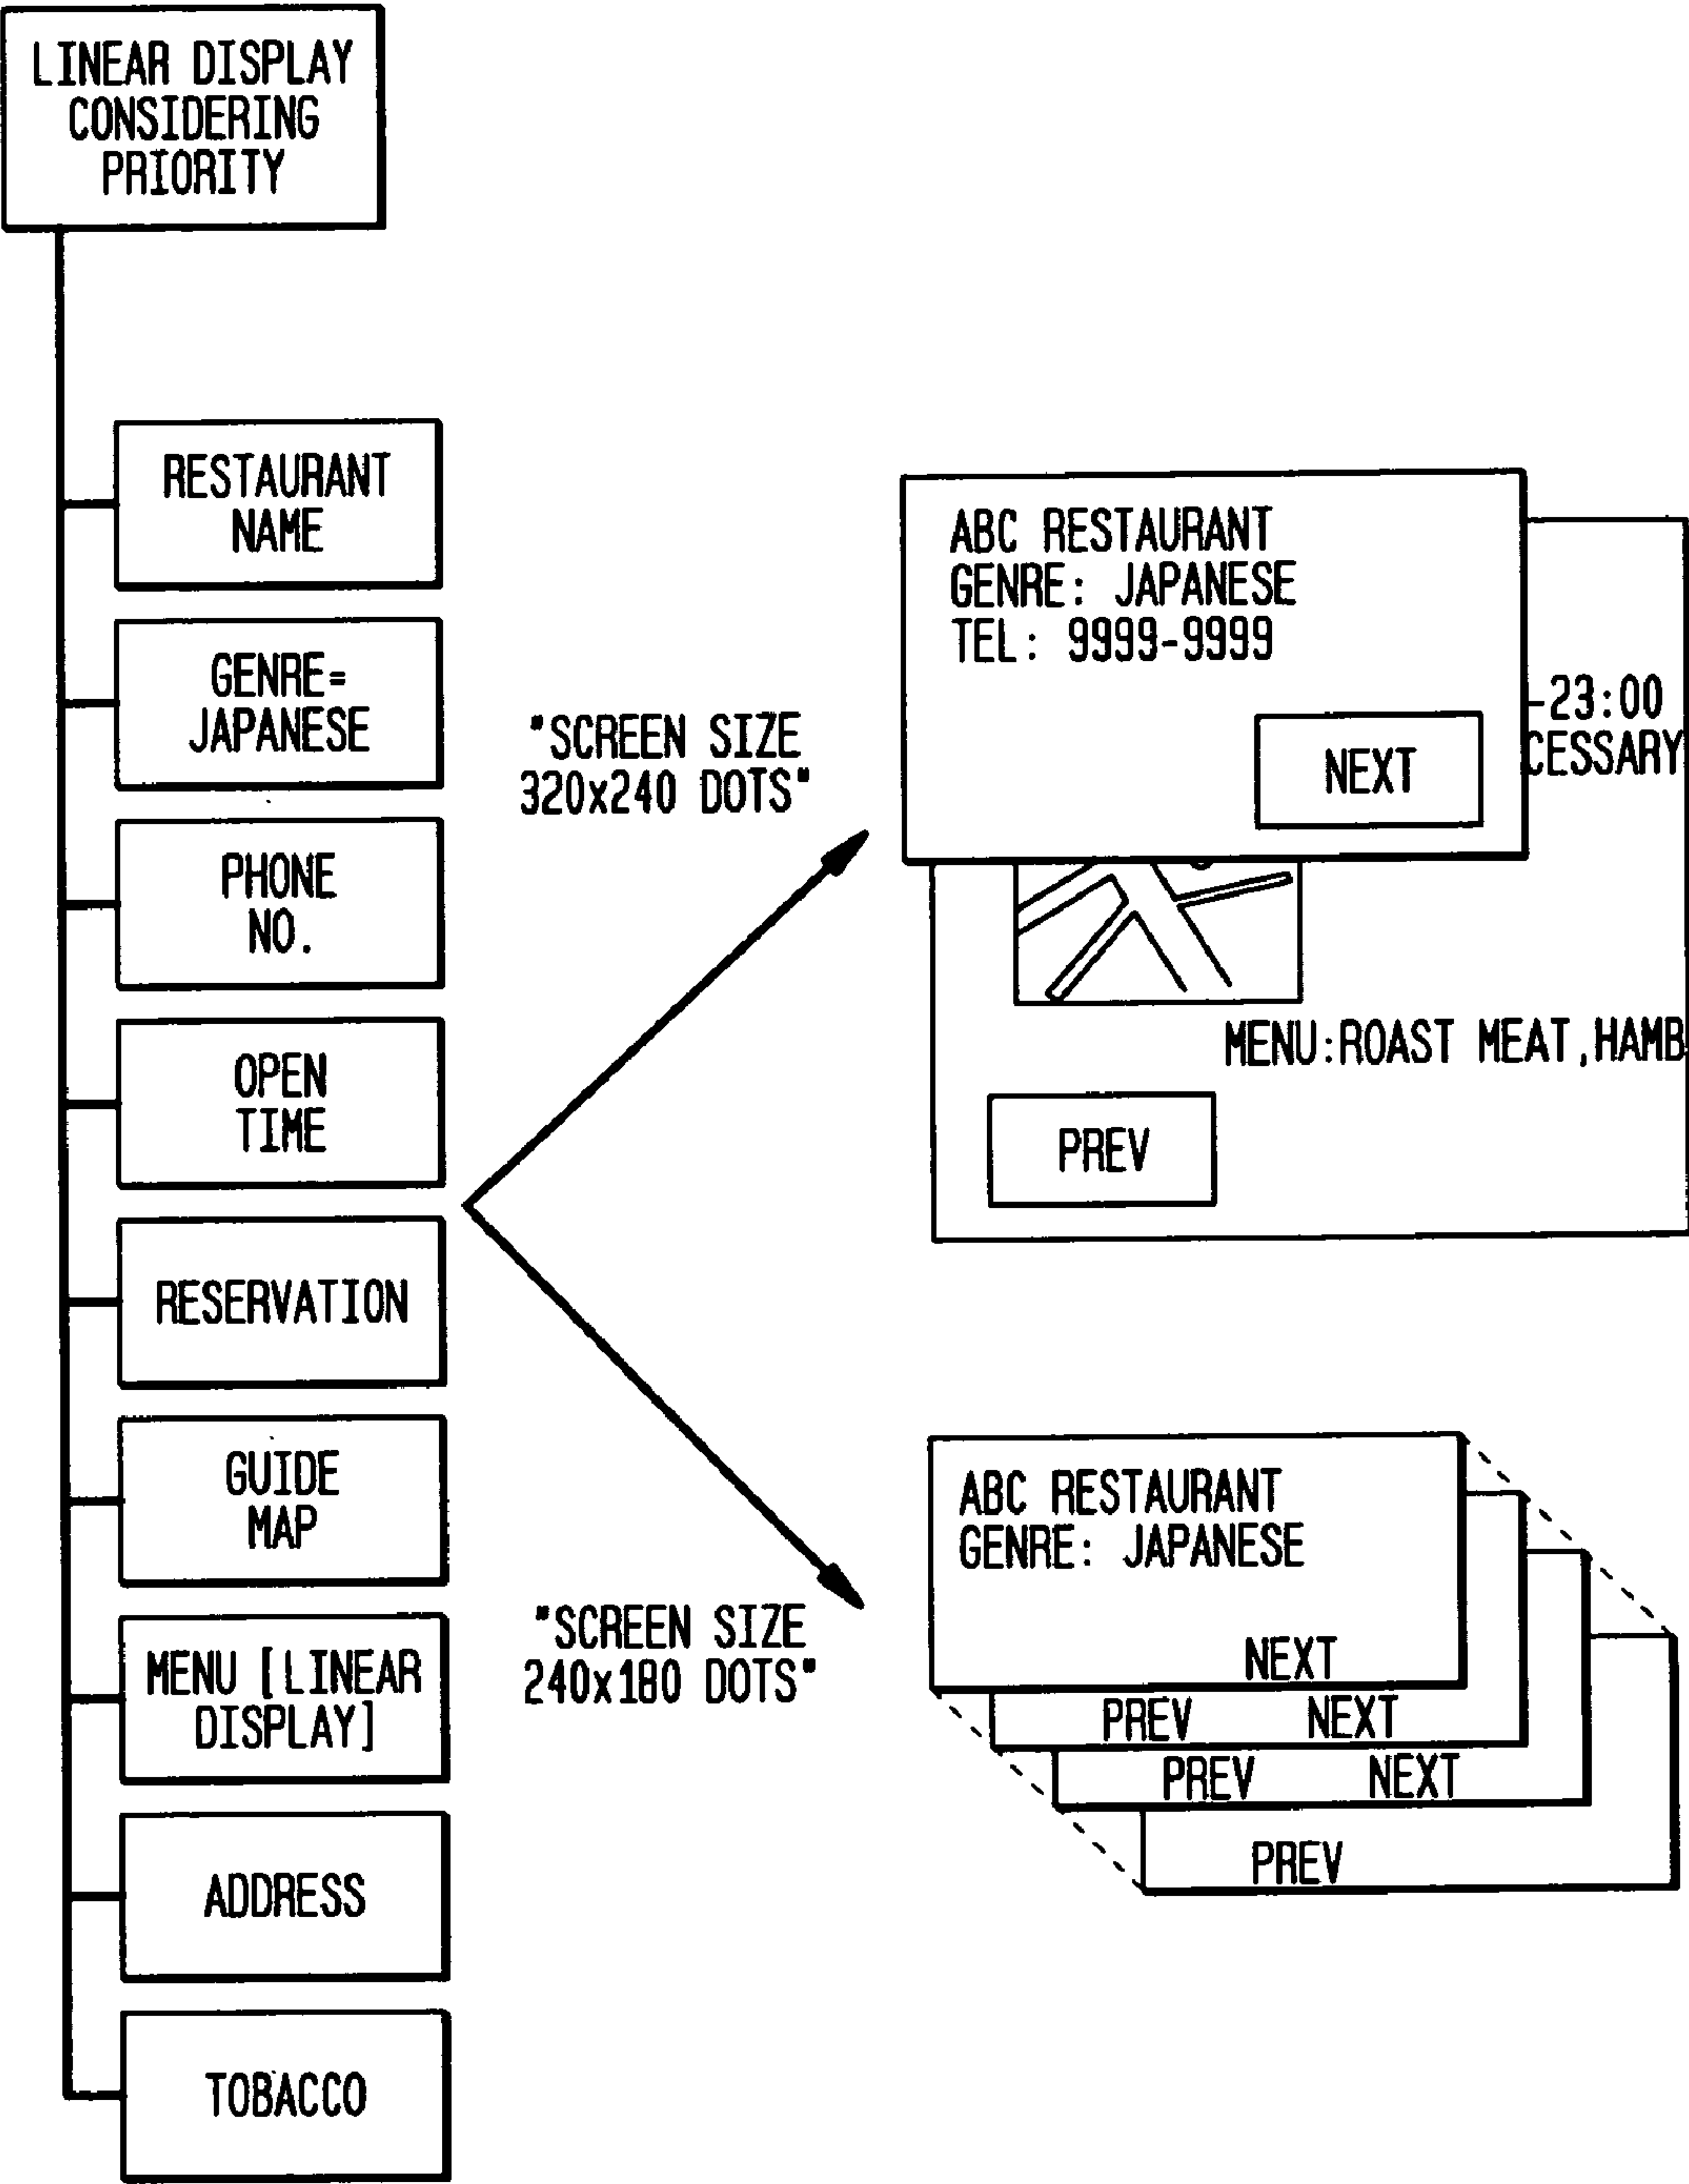 LINEAR DISPLAY
CONSIDERING
PRIORITY
RESTAURANT
NAME
GENRE=
JAPANESE
PHONE
NO.
OPEN
TIME
RESERVATION
GUIDE
MAP
MENU [LINEAR
DISPLAY]
ADDRESS
TOBACCO
"SCREEN SIZE
320x240 DOTS"
ABC RESTAURANT
GENRE: JAPANESE
TEL: 9999-9999
NEXT
-23:00
CESSARY
MENU:ROAST MEAT,HAMB
PREV
"SCREEN SIZE
240x180 DOTS"
ABC RESTAURANT
GENRE: JAPANESE
NEXT
PREV NEXT
PREV NEXT
PREV